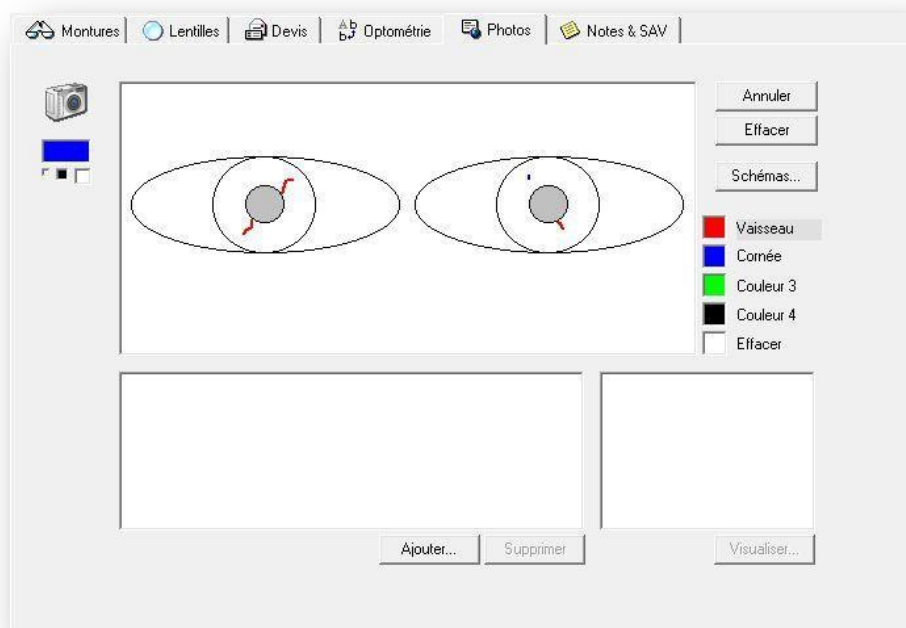 Montures Lentilles Devis Optométrie Photos Notes & SAV
Annuler
Effacer
Schémas...
Vaisseau
Cornée
Couleur 3
Couleur 4
Effacer
Ajouter... Supprimer Visualiser...